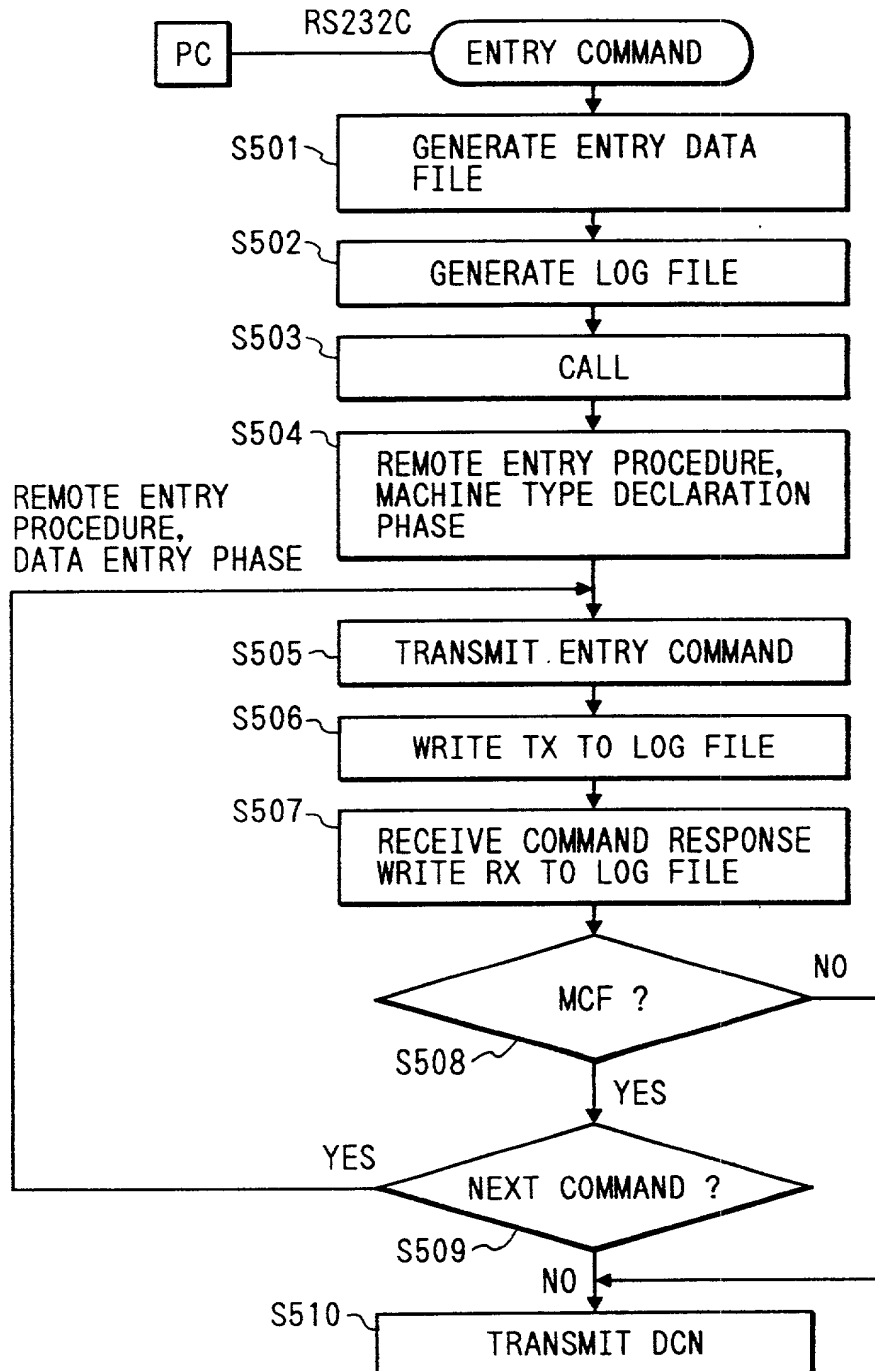 RS232C
PC
ENTRY COMMAND
S501
GENERATE ENTRY DATA
FILE
S502
GENERATE LOG FILE
S503
CALL
S504
REMOTE ENTRY PROCEDURE,
MACHINE TYPE DECLARATION
PHASE
REMOTE ENTRY
PROCEDURE,
DATA ENTRY PHASE
S505
TRANSMIT ENTRY COMMAND
S506
WRITE TX TO LOG FILE
S507
RECEIVE COMMAND RESPONSE
WRITE RX TO LOG FILE
MCF ?
NO
S508
YES
YES
NEXT COMMAND ?
S509
NO
S510
TRANSMIT DCN